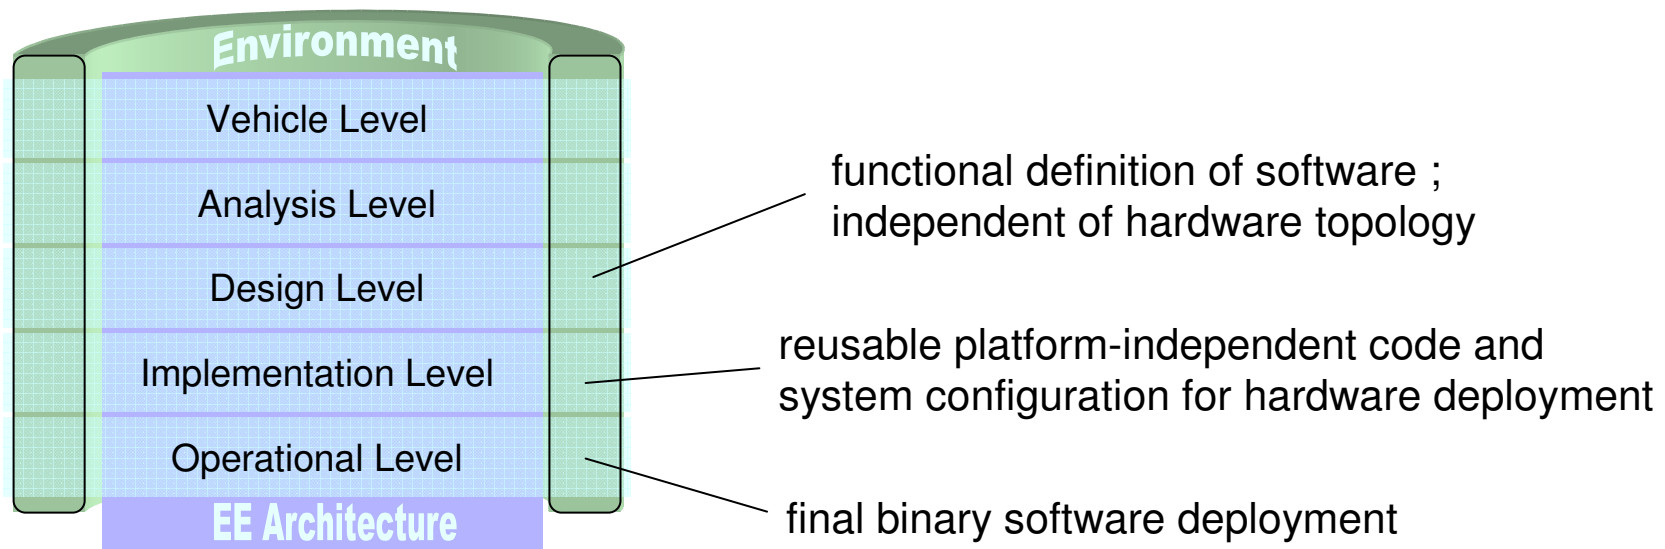 Environment
Vehicle Level
Analysis Level
Design Level
Implementation Level
Operational Level
EE Architecture
functional definition of software ;
independent of hardware topology
reusable platform-independent code and
system configuration for hardware deployment
final binary software deployment